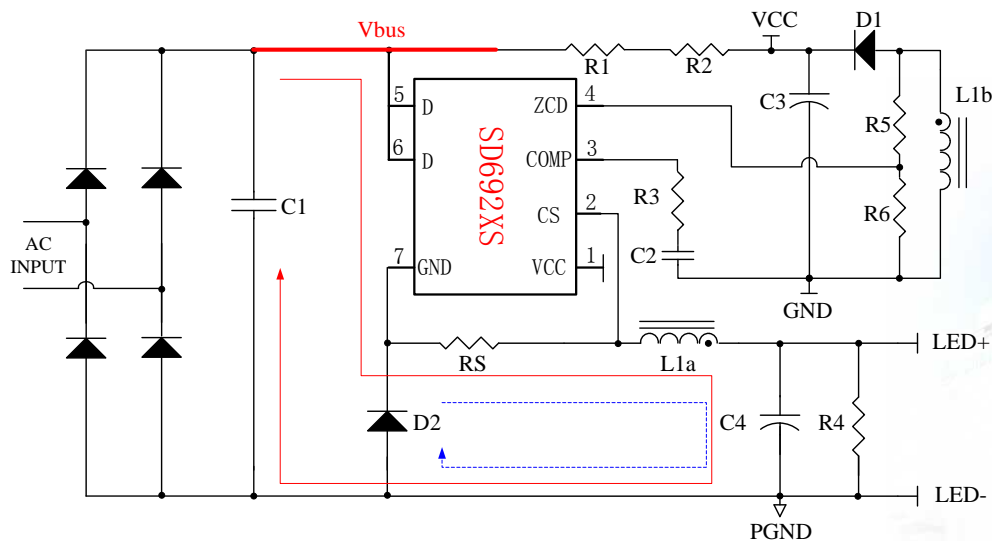 Vbus
VCC
D1
R1
R2
C3
L1b
R5
5
D
ZCD
4
6
D
COMP
3
SD692XS
R3
R6
C1
CS
2
AC
INPUT
7
GND
VCC
1
C2
GND
RS
L1a
LED+
D2
C4
R4
LED-
PGND